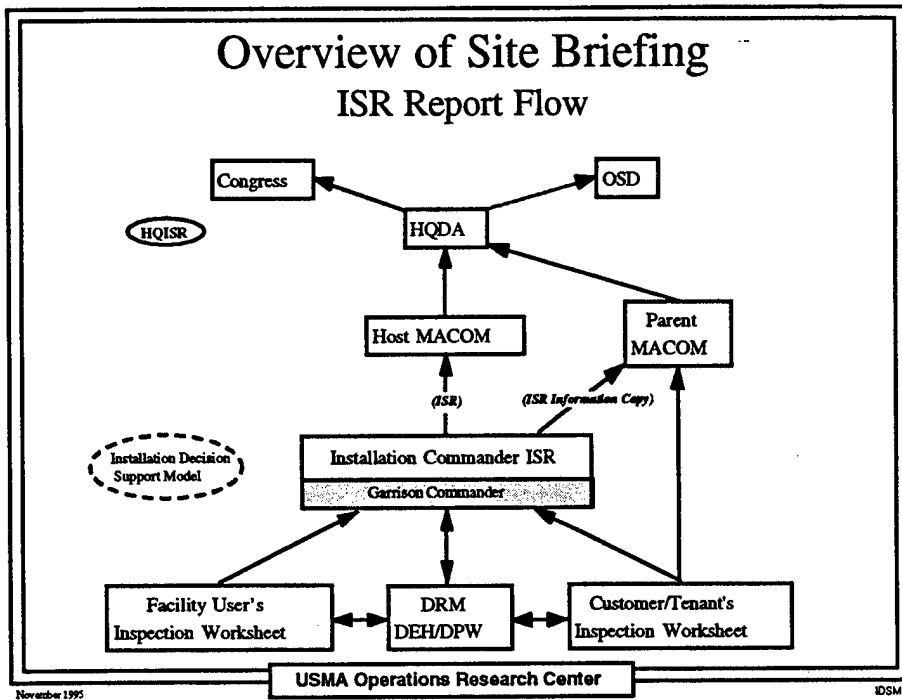 Overview of Site Briefing
ISR Report Flow
Congress
OSD
HQISR
HQDA
Host MACOM
Parent
MACOM
(ISR)
(ISR Information Copy)
Installation Decision
Support Model
Installation Commander ISR
Garrison Commander
Facility User's
Inspection Worksheet
DRM
DEH/DPW
Customer/Tenant's
Inspection Worksheet
USMA Operations Research Center
November 1995
IDSM